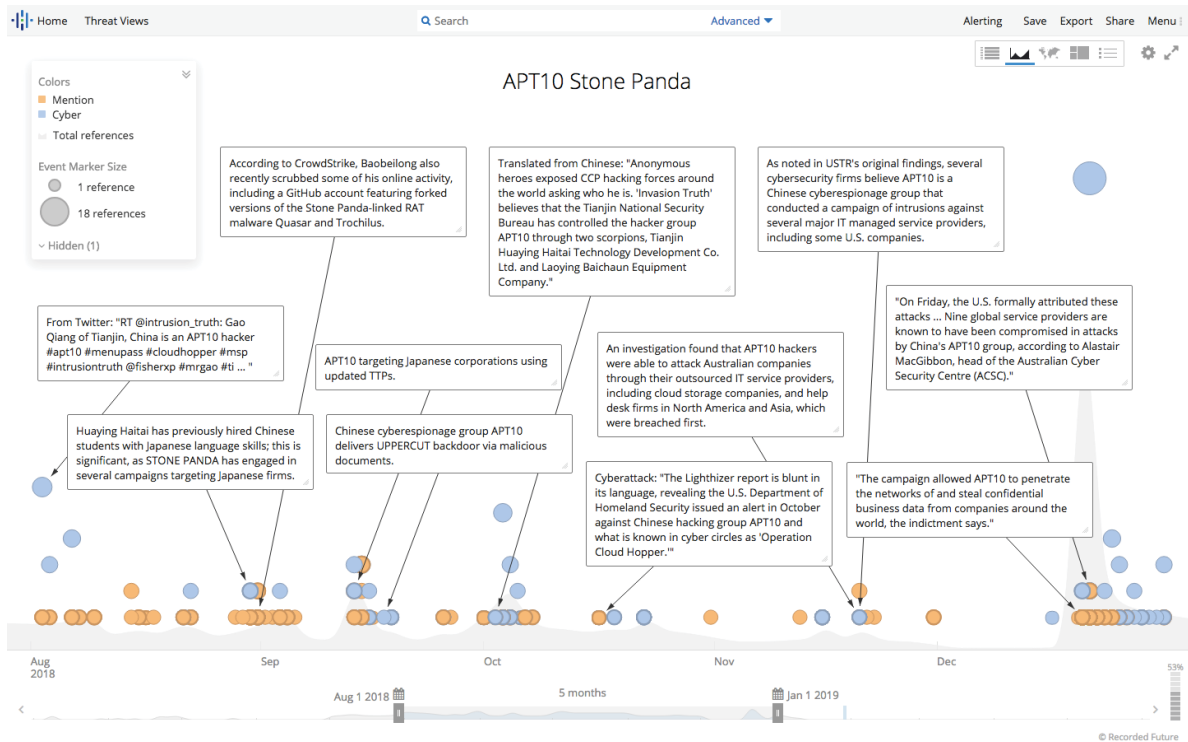 Home Threat Views Search Advanced Alerting Save Export Share Menu
APT10 Stone Panda
Colors
Mention
Cyber
Total references
Event Marker Size
1 reference
18 references
Hidden (1)
According to CrowdStrike, Baobeilong also
recently scrubbed some of his online activity,
including a GitHub account featuring forked
versions of the Stone Panda-linked RAT
malware Quasar and Trochilus.
Translated from Chinese: "Anonymous
heroes exposed CCP hacking forces around
the world asking who he is. 'Invasion Truth'
believes that the Tianjin National Security
Bureau has controlled the hacker group
APT10 through two scorpions, Tianjin
Huaying Haitai Technology Development Co.
Ltd. and Laoying Baichaun Equipment
Company."
As noted in USTR's original findings, several
cybersecurity firms believe APT10 is a
Chinese cyberespionage group that
conducted a campaign of intrusions against
several major IT managed service providers,
including some U.S. companies.
"On Friday, the U.S. formally attributed these
attacks ... Nine global service providers are
known to have been compromised in attacks
by China's APT10 group, according to Alastair
MacGibbon, head of the Australian Cyber
Security Centre (ACSC)."
From Twitter: "RT @intrusion_truth: Gao
Qiang of Tianjin, China is an APT10 hacker
#apt10 #menupass #cloudhopper #msp
#intrusiontruth @fisherxp #mrgao #ti ... "
APT10 targeting Japanese corporations using
updated TTPs.
An investigation found that APT10 hackers
were able to attack Australian companies
through their outsourced IT service providers,
including cloud storage companies, and help
desk firms in North America and Asia, which
were breached first.
Huaying Haitai has previously hired Chinese
students with Japanese language skills; this is
significant, as STONE PANDA has engaged in
several campaigns targeting Japanese firms.
Chinese cyberespionage group APT10
delivers UPPERCUT backdoor via malicious
documents.
Cyberattack: "The Lighthizer report is blunt in
its language, revealing the U.S. Department of
Homeland Security issued an alert in October
against Chinese hacking group APT10 and
what is known in cyber circles as 'Operation
Cloud Hopper.'"
"The campaign allowed APT10 to penetrate
the networks of and steal confidential
business data from companies around the
world, the indictment says."
Aug Sep Oct Nov Dec
2018
53%
Aug 1 2018 5 months Jan 1 2019
© Recorded Future